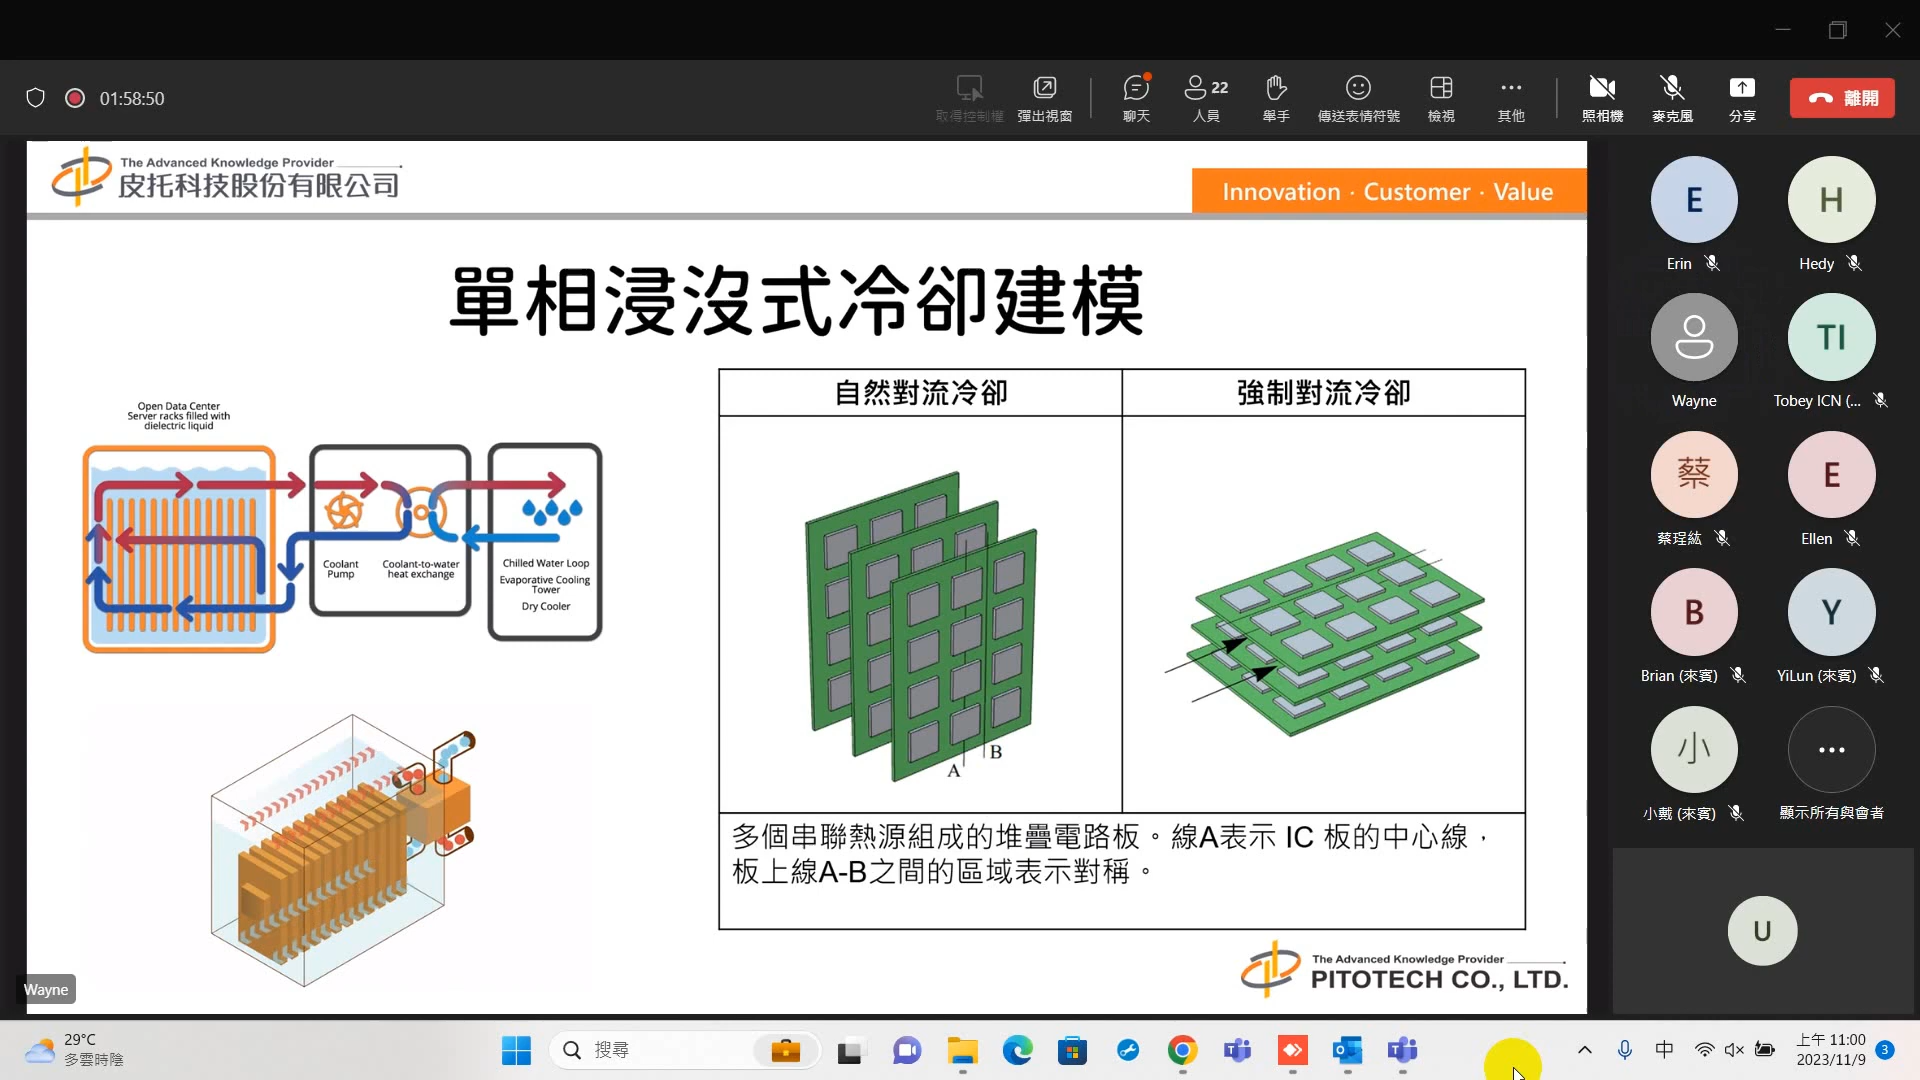 01:58:50
取得控制權
彈出視窗
聊天
22
人員
舉手
傳送表情符號
檢視
其他
照相機
麥克風
分享
離開
The Advanced Knowledge Provider
皮托科技股份有限公司
Innovation · Customer · Value
單相浸沒式冷卻建模
Open Data Center
Server racks filled with
dielectric liquid
Coolant
Pump
Coolant-to-water
heat exchange
Chilled Water Loop
Evaporative Cooling
Tower
Dry Cooler
自然對流冷卻
強制對流冷卻
A
B
多個串聯熱源組成的堆疊電路板。線A表示 IC 板的中心線，
板上線A-B之間的區域表示對稱。
The Advanced Knowledge Provider
PITOTECH CO., LTD.
Wayne
E
Erin
H
Hedy
Wayne
TI
Tobey ICN (...
蔡
蔡珵紘
E
Ellen
B
Brian (來賓)
Y
YiLun (來賓)
小
小戴 (來賓)
顯示所有與會者
U
29°C
多雲時陰
搜尋
中
上午 11:00
2023/11/9
3